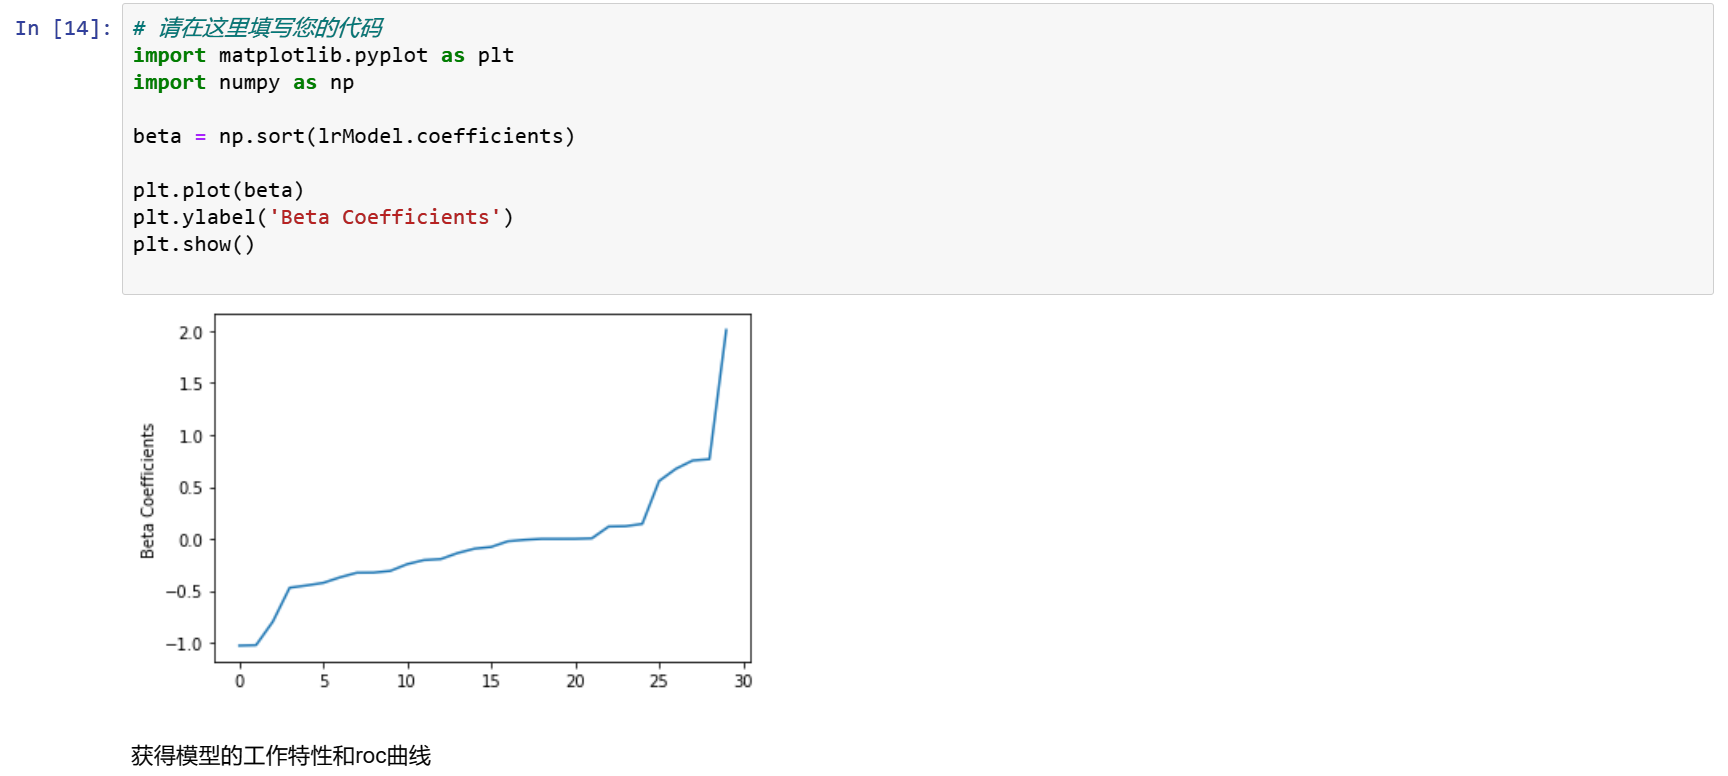 In [14]:
# 请在这里填写您的代码
import matplotlib.pyplot as plt
import numpy as np
beta = np.sort(lrModel.coefficients)
plt.plot(beta)
plt.ylabel('Beta Coefficients')
plt.show()
2.0
1.5
1.0
0.5
0.0
−0.5
−1.0
Beta Coefficients
0 5 10 15 20 25 30
获得模型的工作特性和roc曲线